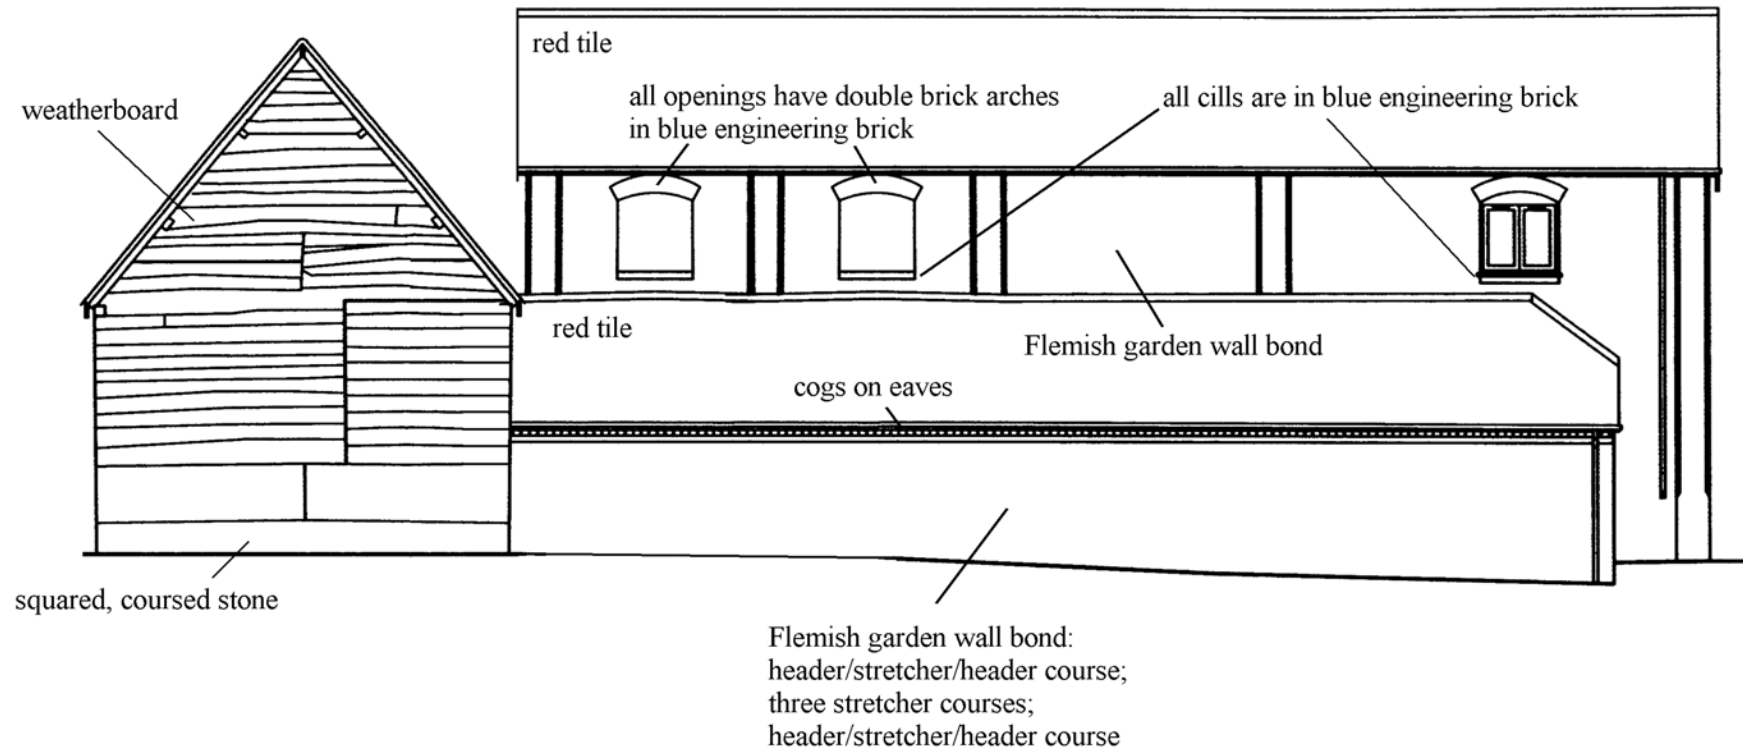 red tile
weatherboard
all openings have double brick arches
in blue engineering brick
all cills are in blue engineering brick
red tile
Flemish garden wall bond
cogs on eaves
squared, coursed stone
Flemish garden wall bond:
header/stretcher/header course;
three stretcher courses;
header/stretcher/header course